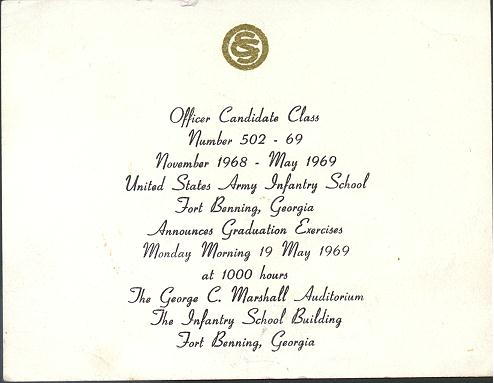 OCS
Officer Candidate Class
Number 502 - 69
November 1968 - May 1969
United States Army Infantry School
Fort Benning, Georgia
Announces Graduation Exercises
Monday Morning 19 May 1969
at 1000 hours
The George C. Marshall Auditorium
The Infantry School Building
Fort Benning, Georgia